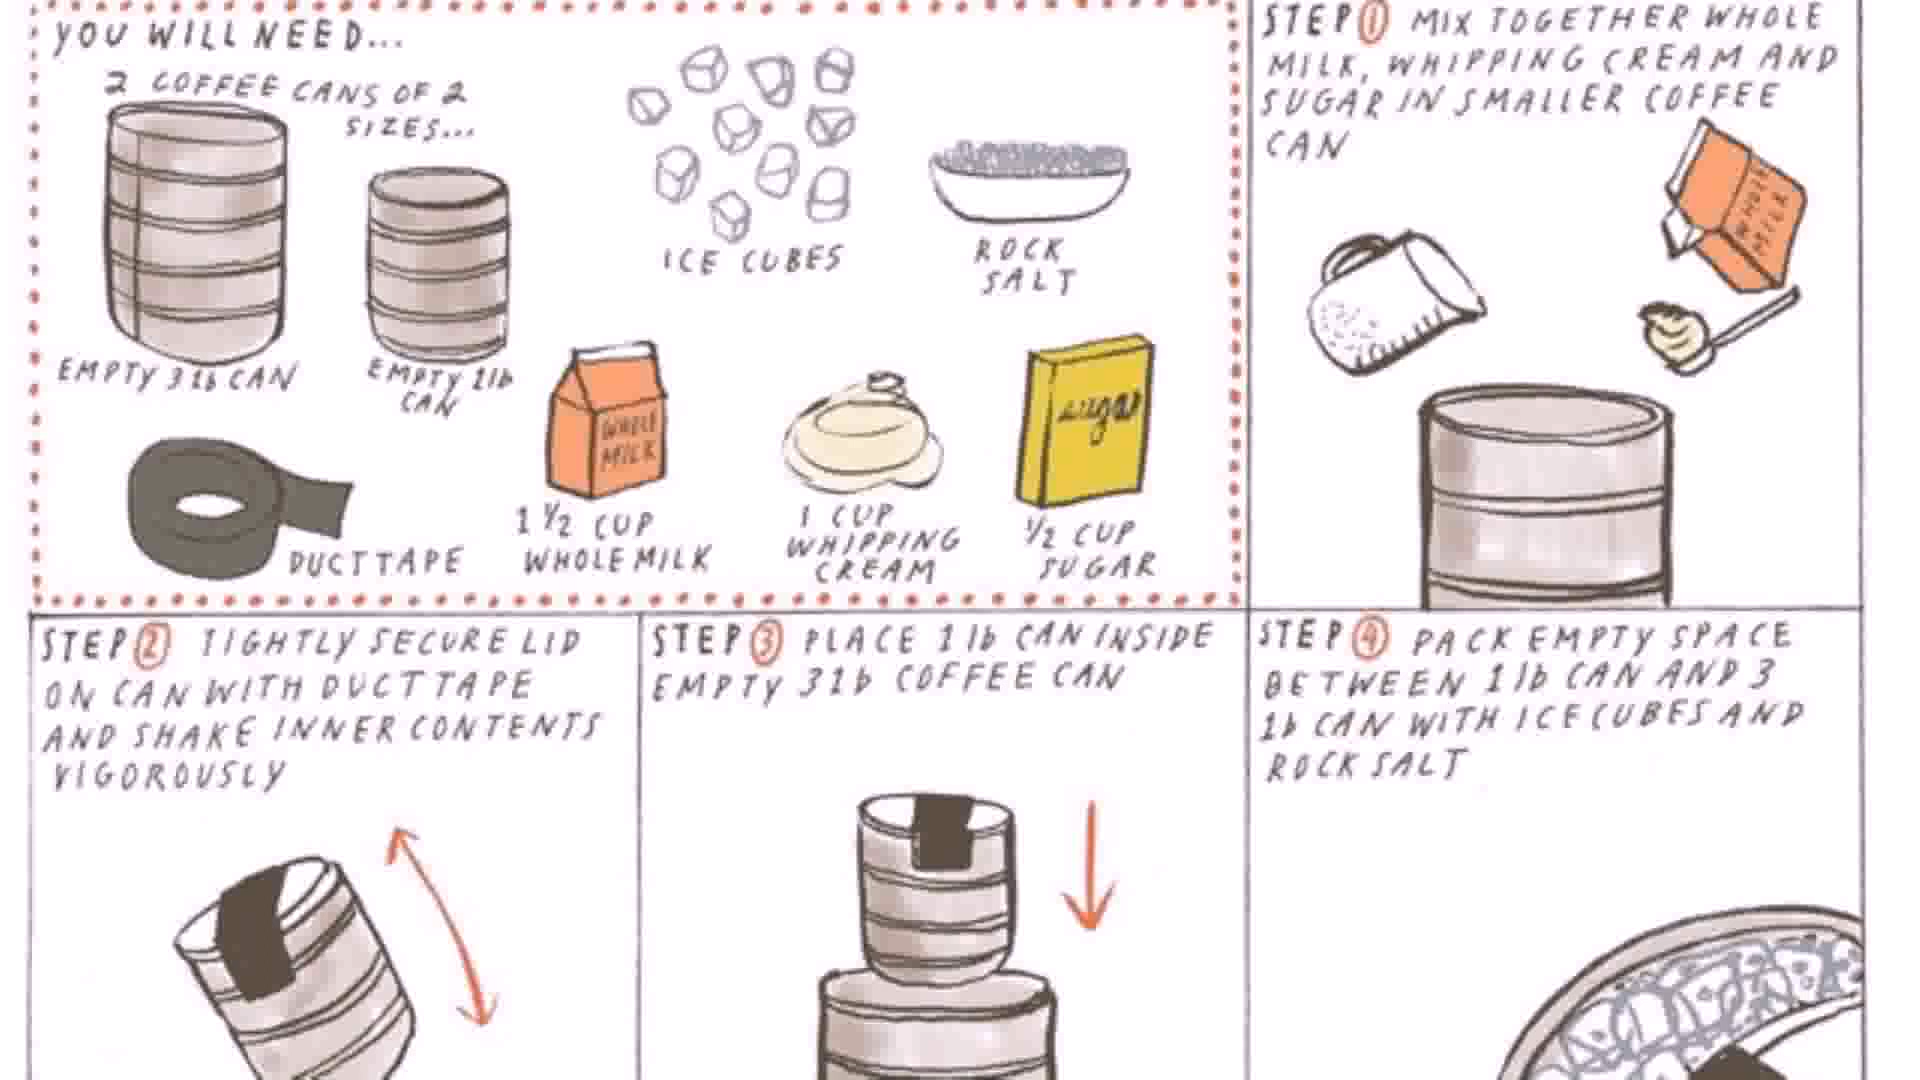 YOU WILL NEED...
2 COFFEE CANS OF 2
SIZES...
EMPTY 3 lb CAN
EMPTY 1lb
CAN
ICE CUBES
ROCK
SALT
DUCT TAPE
WHOLE
MILK
1 1/2 CUP
WHOLE MILK
1 CUP
WHIPPING
CREAM
sugar
1/2 CUP
SUGAR
STEP 1 MIX TOGETHER WHOLE
MILK, WHIPPING CREAM AND
SUGAR IN SMALLER COFFEE
CAN
WHOLE
MILK
STEP 2 TIGHTLY SECURE LID
ON CAN WITH DUCT TAPE
AND SHAKE INNER CONTENTS
VIGOROUSLY
STEP 3 PLACE 1 lb CAN INSIDE
EMPTY 3lb COFFEE CAN
STEP 4 PACK EMPTY SPACE
BETWEEN 1 lb CAN AND 3
lb CAN WITH ICE CUBES AND
ROCK SALT